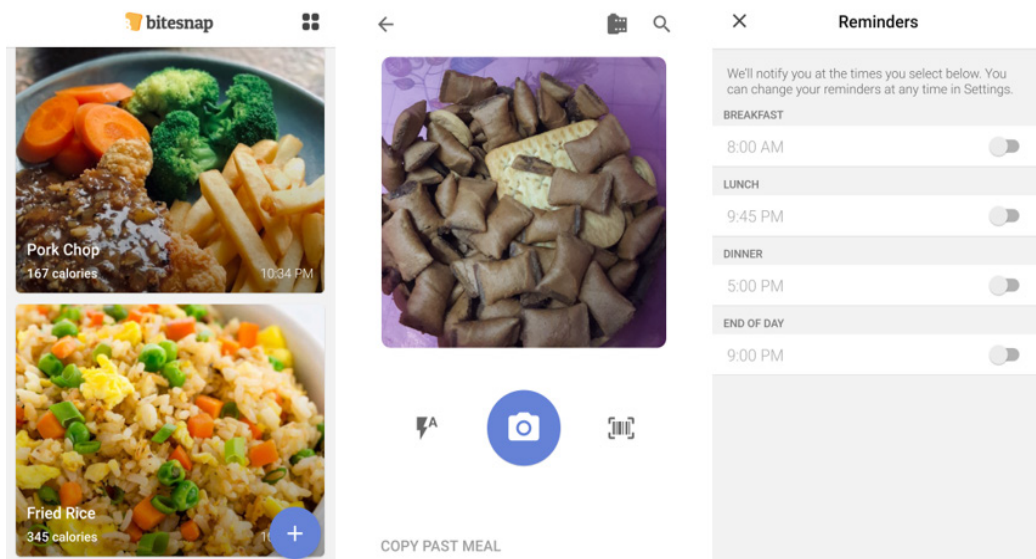 bitesnap
Pork Chop
167 calories
10:34 PM
Fried Rice
345 calories
A
COPY PAST MEAL
Reminders
We'll notify you at the times you select below. You
can change your reminders at any time in Settings.
BREAKFAST
8:00 AM
LUNCH
9:45 PM
DINNER
5:00 PM
END OF DAY
9:00 PM